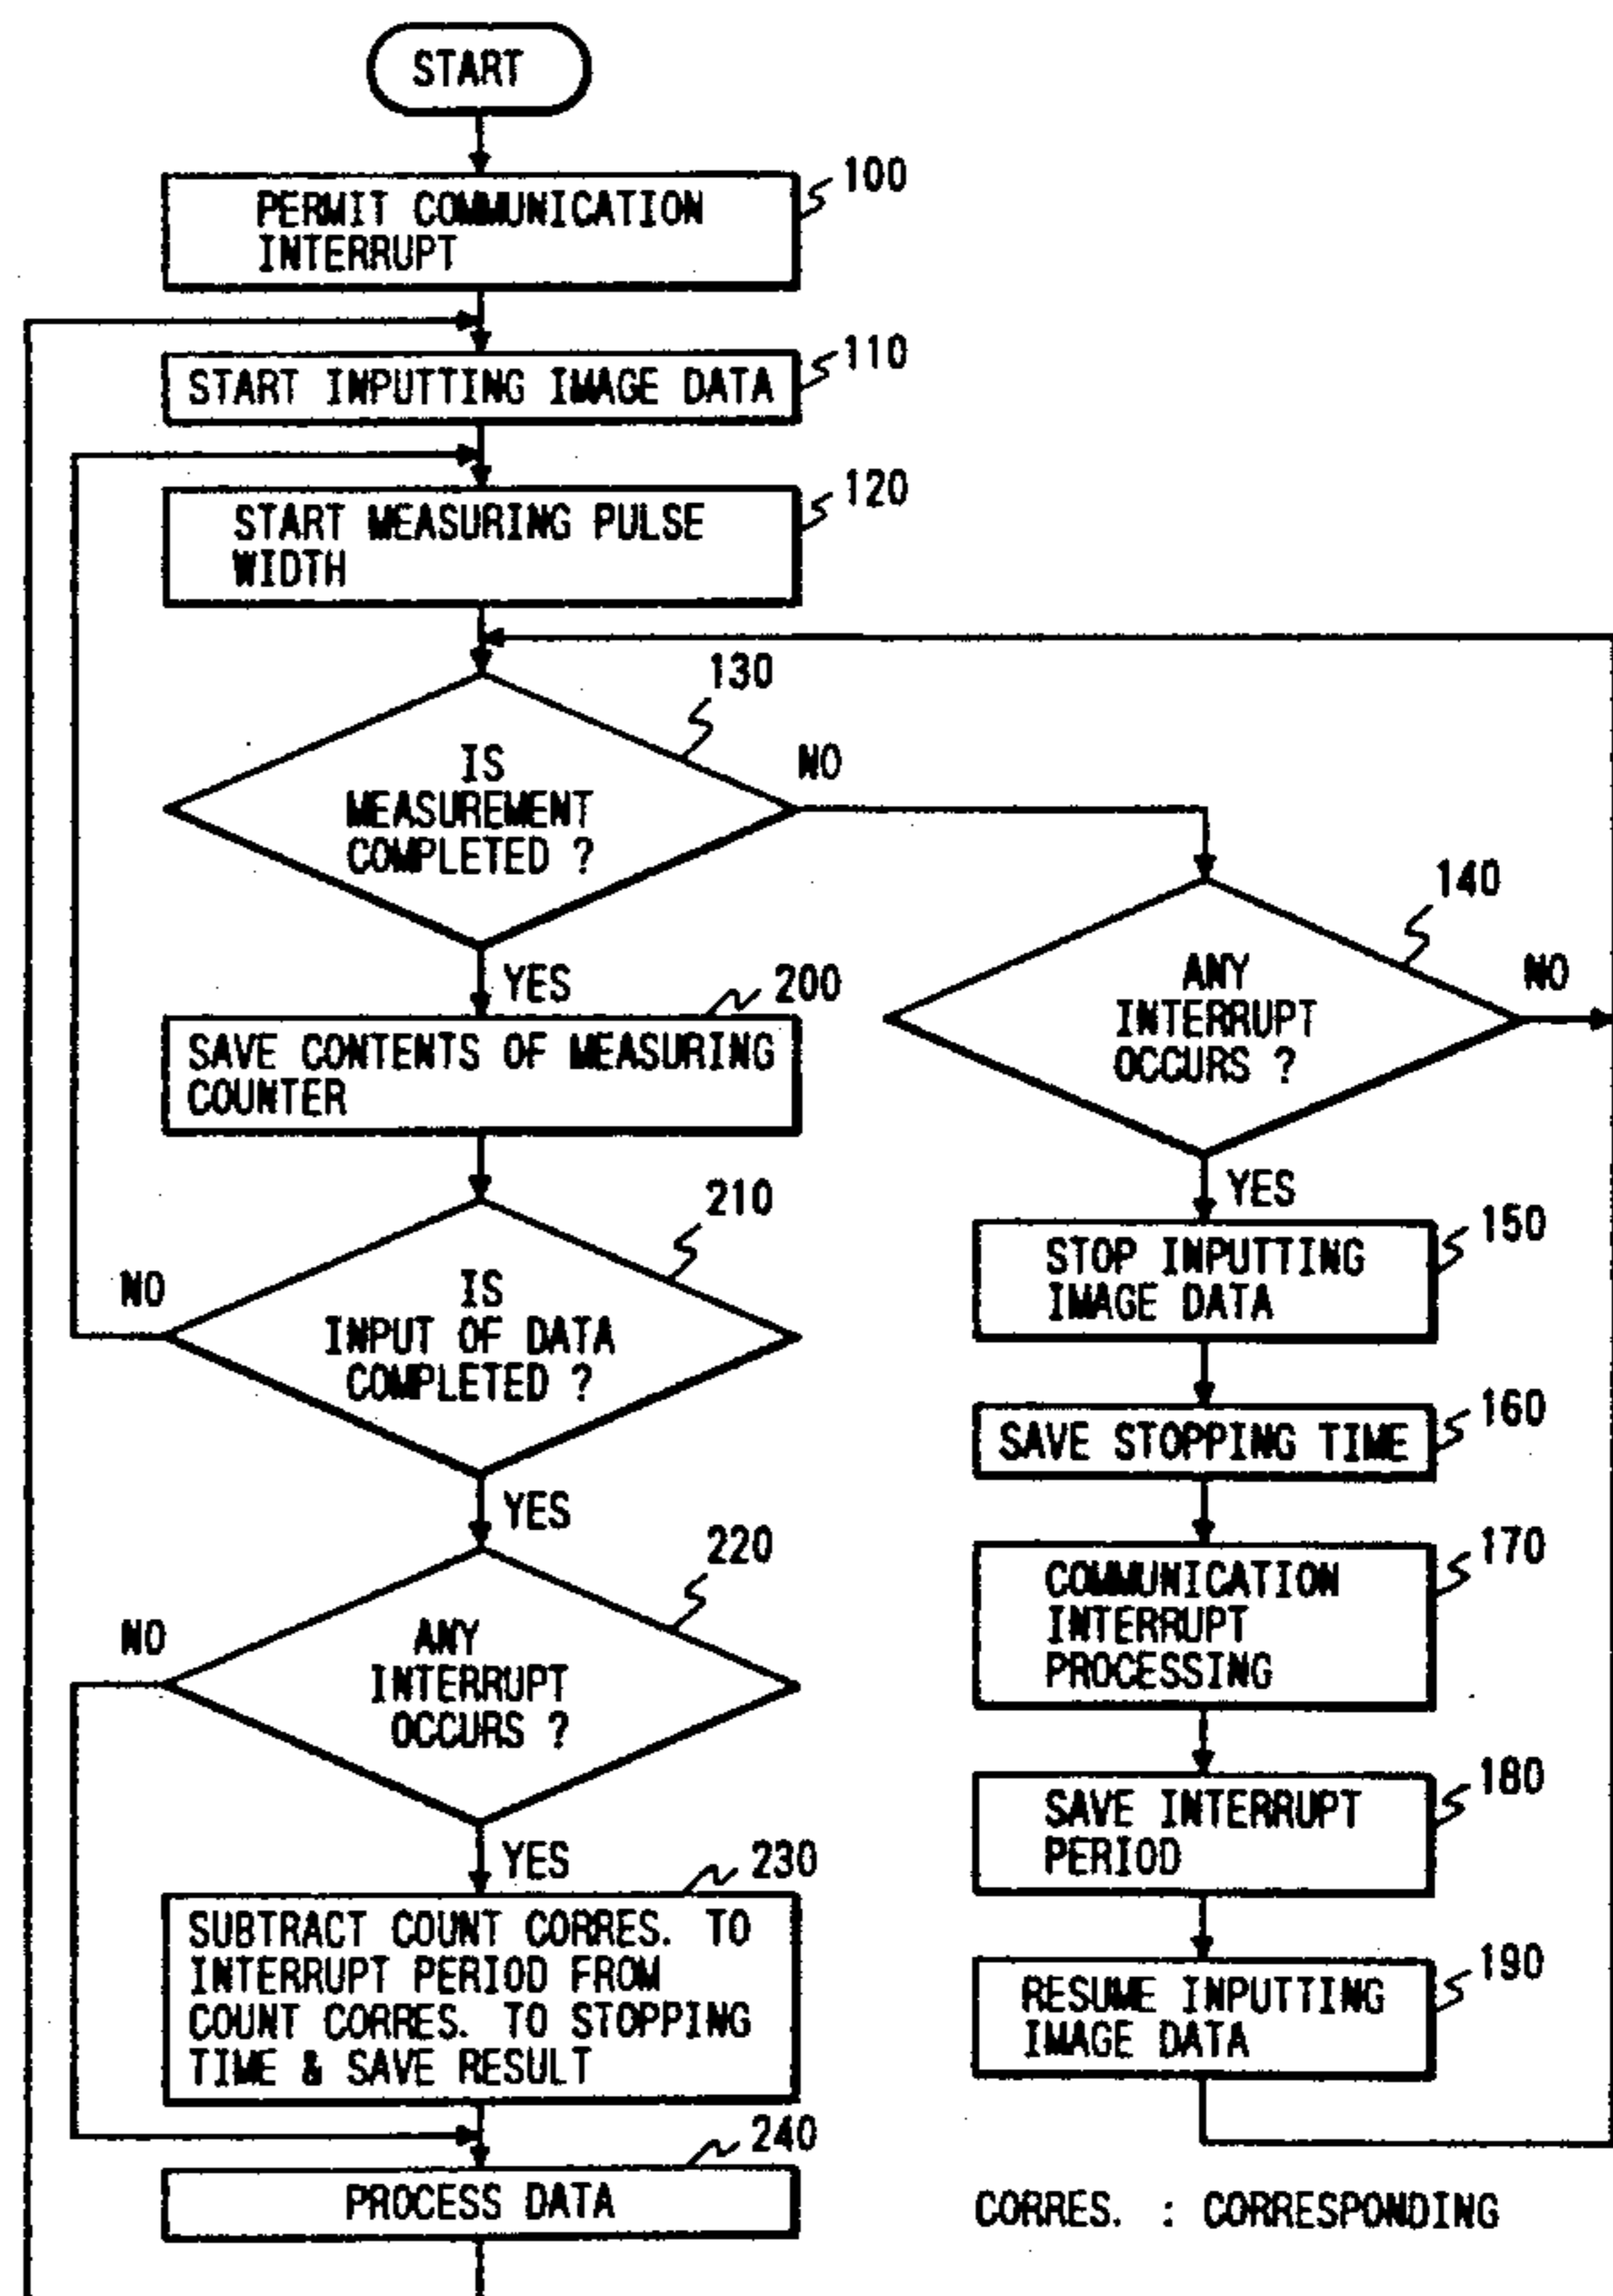 START
100
PERMIT COMMUNICATION
INTERRUPT
110
START INPUTTING IMAGE DATA
120
START MEASURING PULSE
WIDTH
130
IS
MEASUREMENT
COMPLETED ?
NO
YES
140
ANY
INTERRUPT
OCCURS ?
NO
YES
150
STOP INPUTTING
IMAGE DATA
160
SAVE STOPPING TIME
170
COMMUNICATION
INTERRUPT
PROCESSING
180
SAVE INTERRUPT
PERIOD
190
RESUME INPUTTING
IMAGE DATA
200
SAVE CONTENTS OF MEASURING
COUNTER
210
IS
INPUT OF DATA
COMPLETED ?
NO
YES
220
ANY
INTERRUPT
OCCURS ?
NO
YES
230
SUBTRACT COUNT CORRES. TO
INTERRUPT PERIOD FROM
COUNT CORRES. TO STOPPING
TIME & SAVE RESULT
240
PROCESS DATA
CORRES. : CORRESPONDING